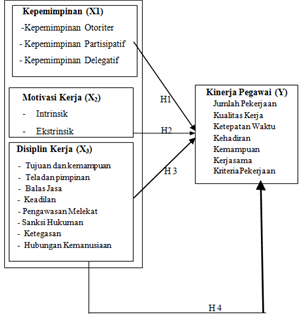 Kepemimpinan (X1)
-Kepemimpinan Otoriter
-Kepemimpinan Partisipatif
-Kepemimpinan Delegatif
H1
Motivasi Kerja (X2)
- Intrinsik
- Ekstrinsik
H2
Disiplin Kerja (X3)
- Tujuan dan kemampuan
- Teladan pimpinan
- Balas Jasa
- Keadilan
- Pengawasan Melekat
- Sanksi Hukuman
- Ketegasan
- Hubungan Kemanusiaan
H 3
Kinerja Pegawai (Y)
Jumlah Pekerjaan
Kualitas Kerja
Ketepatan Waktu
Kehadiran
Kemampuan
Kerjasama
Kriteria Pekerjaan
H 4